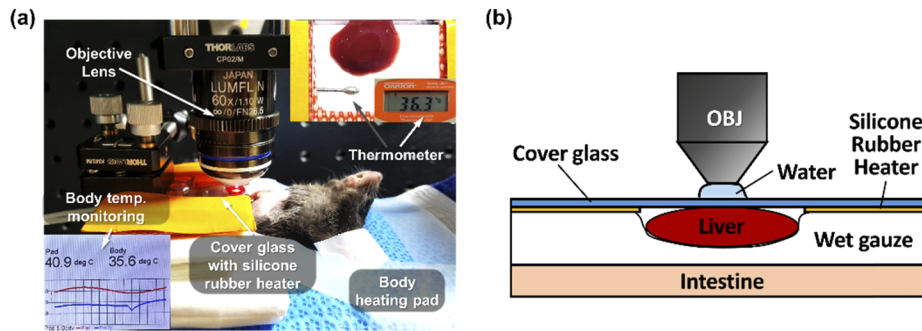 (a)
Objective
Lens
THORLABS
CP02/M
JAPAN
LUMFLN
60x/1.10 W
∞/0/FN26.5
36.3
Thermometer
THORLABS
Body temp.
monitoring
Pad
Body
40.9 deg C
35.6 deg C
Cover glass
with silicone
rubber heater
Body
heating pad
(b)
OBJ
Silicone
Rubber
Heater
Cover glass
Water
Liver
Wet gauze
Intestine